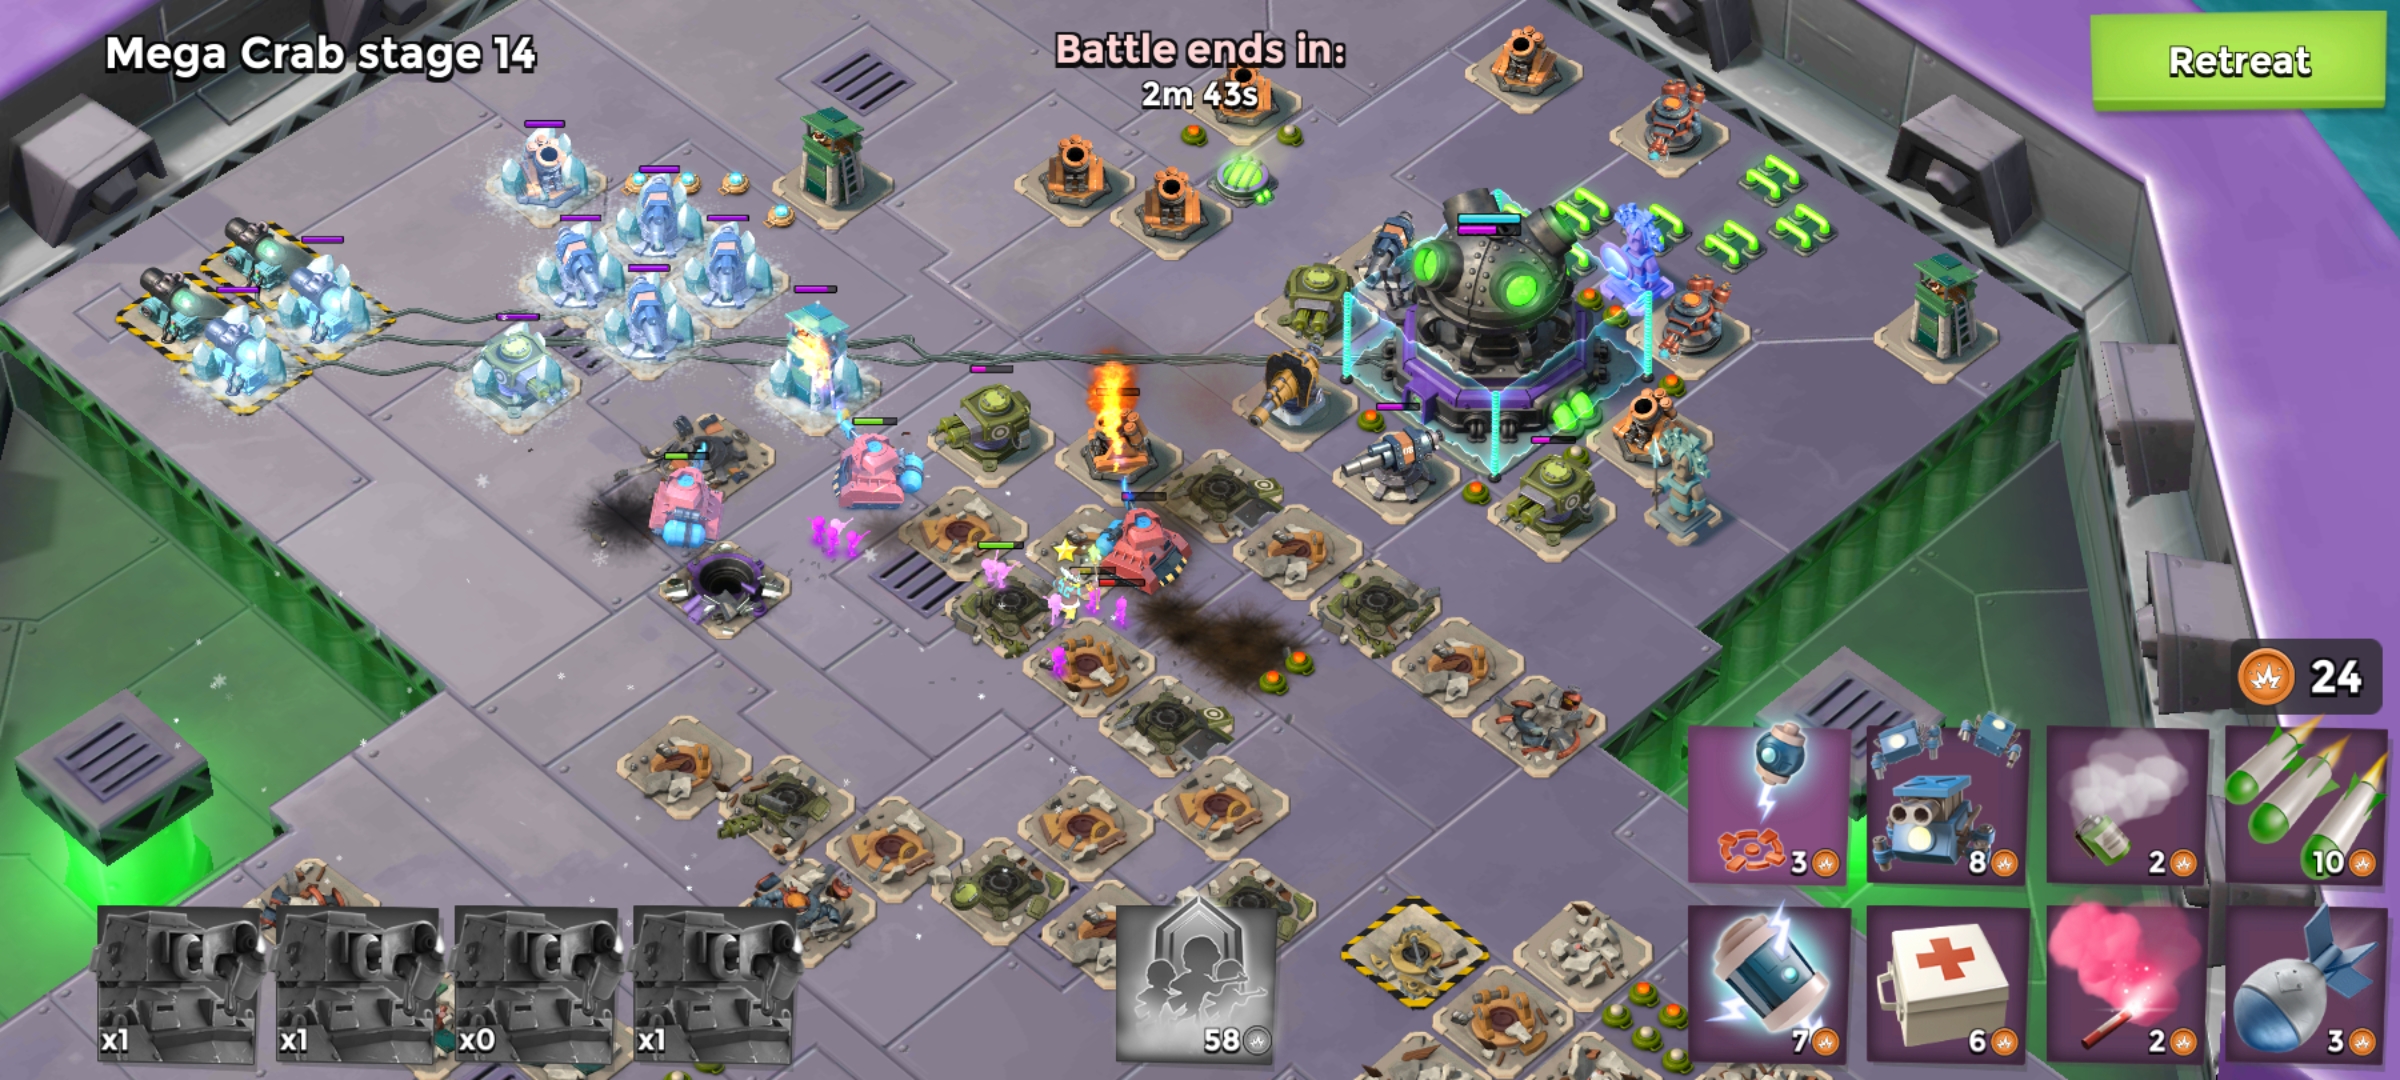 Mega Crab stage 14
Battle ends in:
2m 43s
Retreat
24
3
8
2
10
7
6
2
3
x1
x1
x0
x1
58